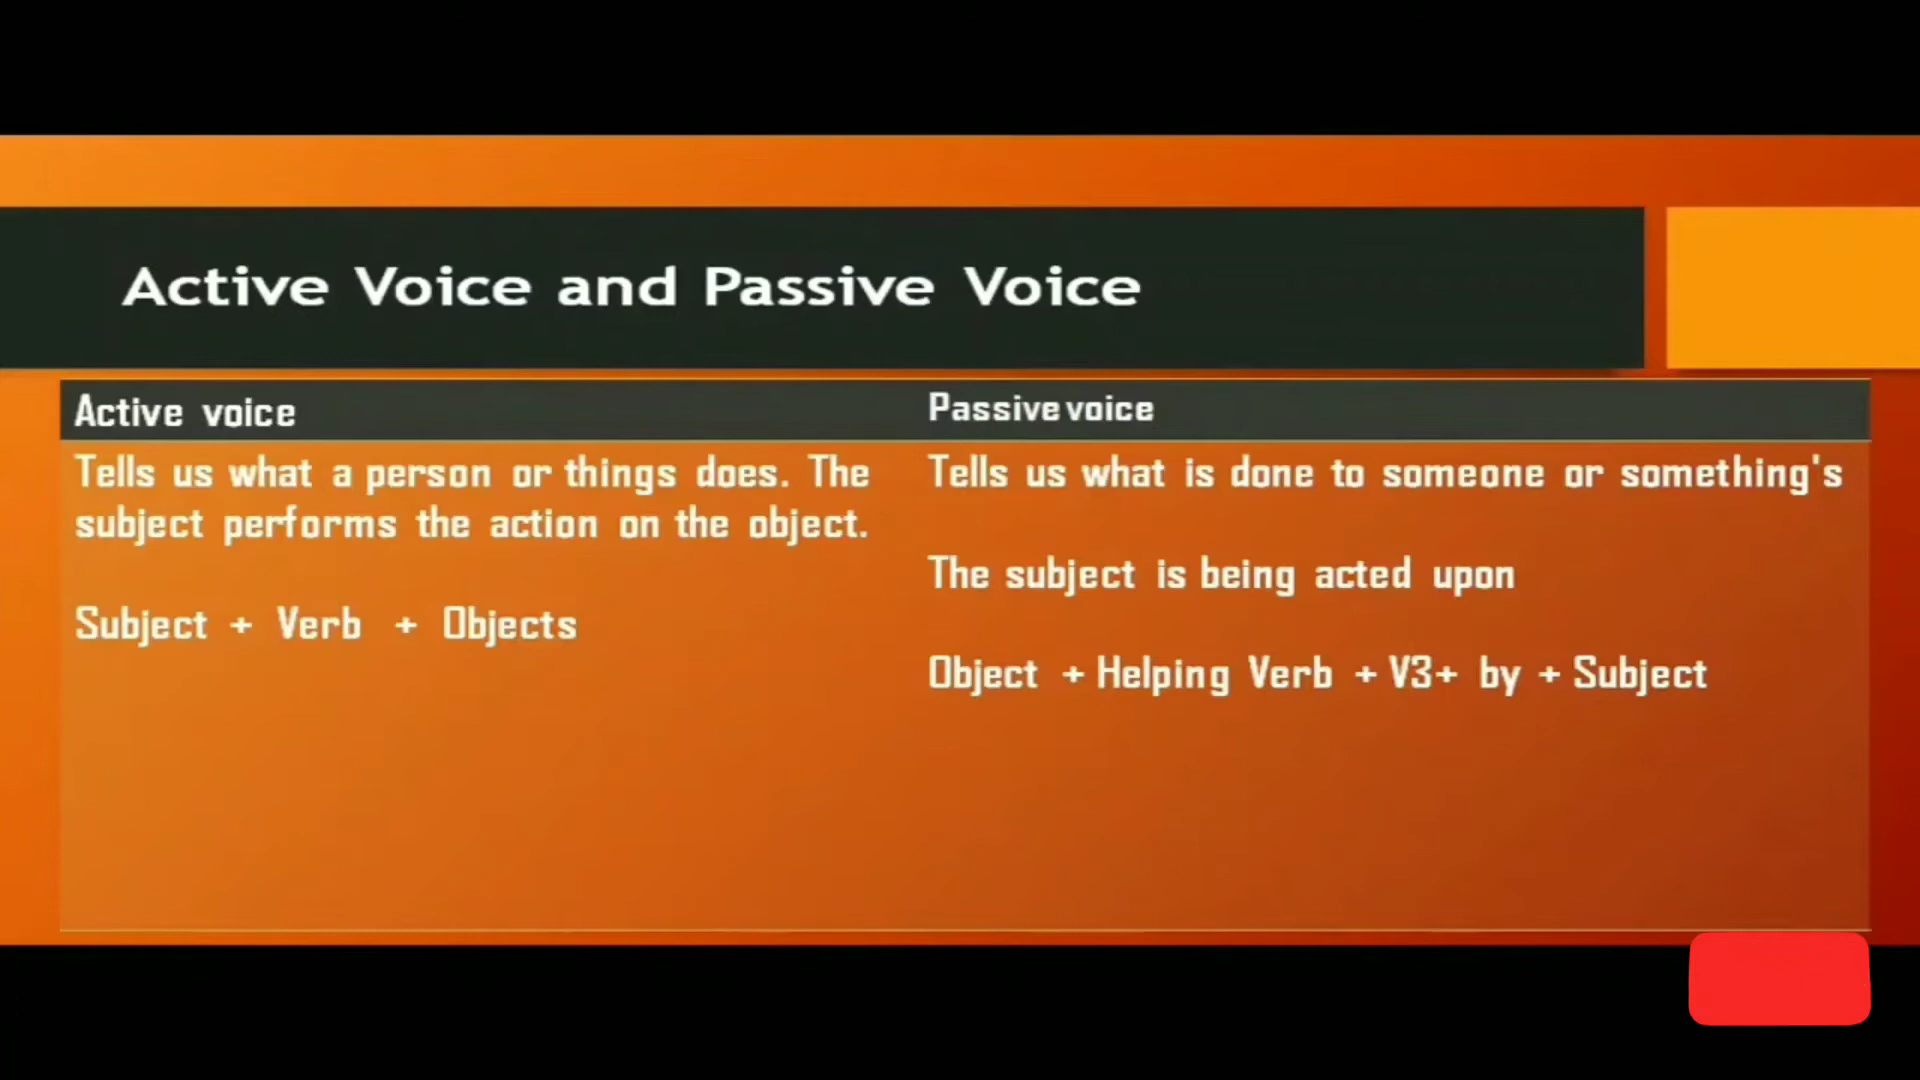 Active Voice and Passive Voice
Active voice
Tells us what a person or things does. The
subject performs the action on the object.
Subject + Verb + Objects
Passive voice
Tells us what is done to someone or something's
The subject is being acted upon
Object + Helping Verb + V3+ by + Subject